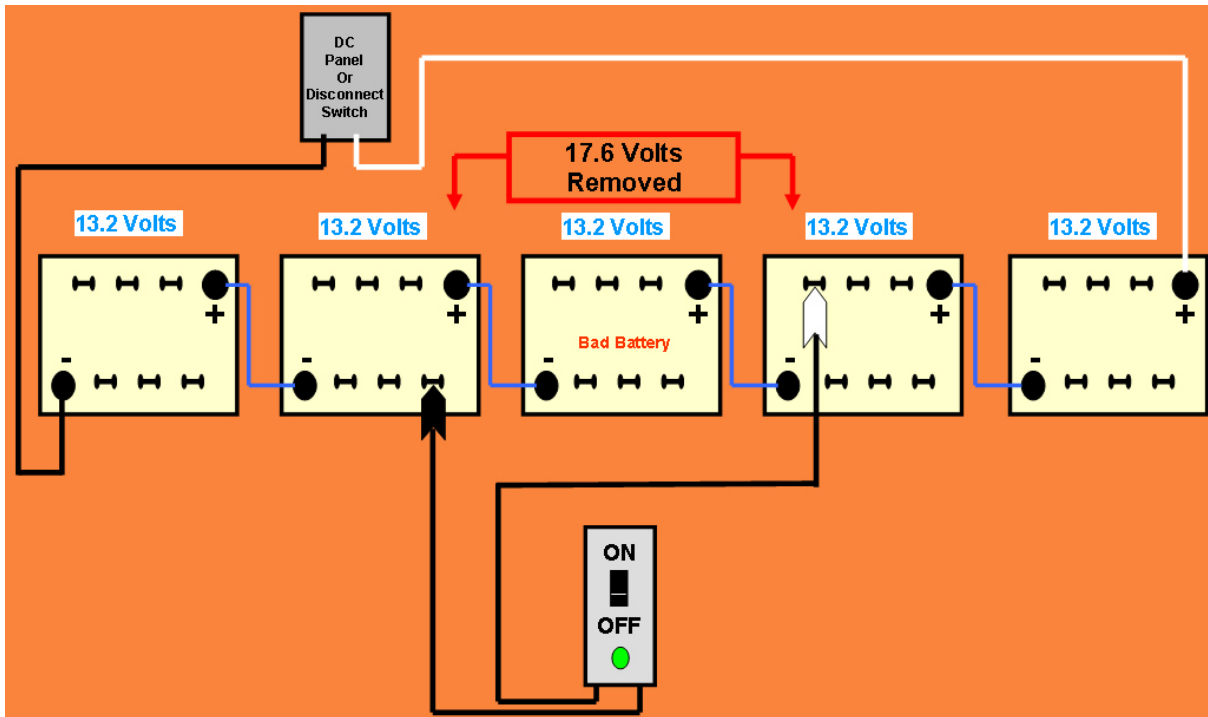 DC
Panel
Or
Disconnect
Switch
17.6 Volts
Removed
13.2 Volts
13.2 Volts
13.2 Volts
13.2 Volts
13.2 Volts
+
+
+
+
+
-
-
Bad Battery
-
-
-
ON
OFF